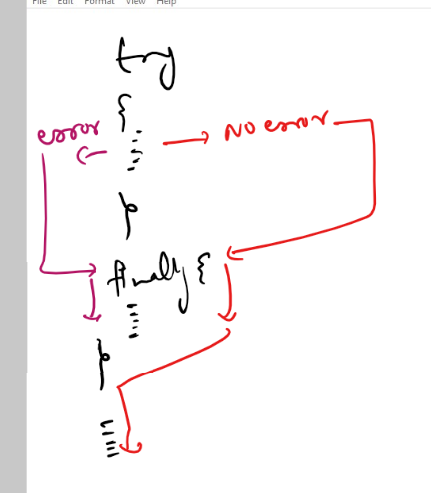 File Edit Format View Help
try
{
error No error
}
finally {
}